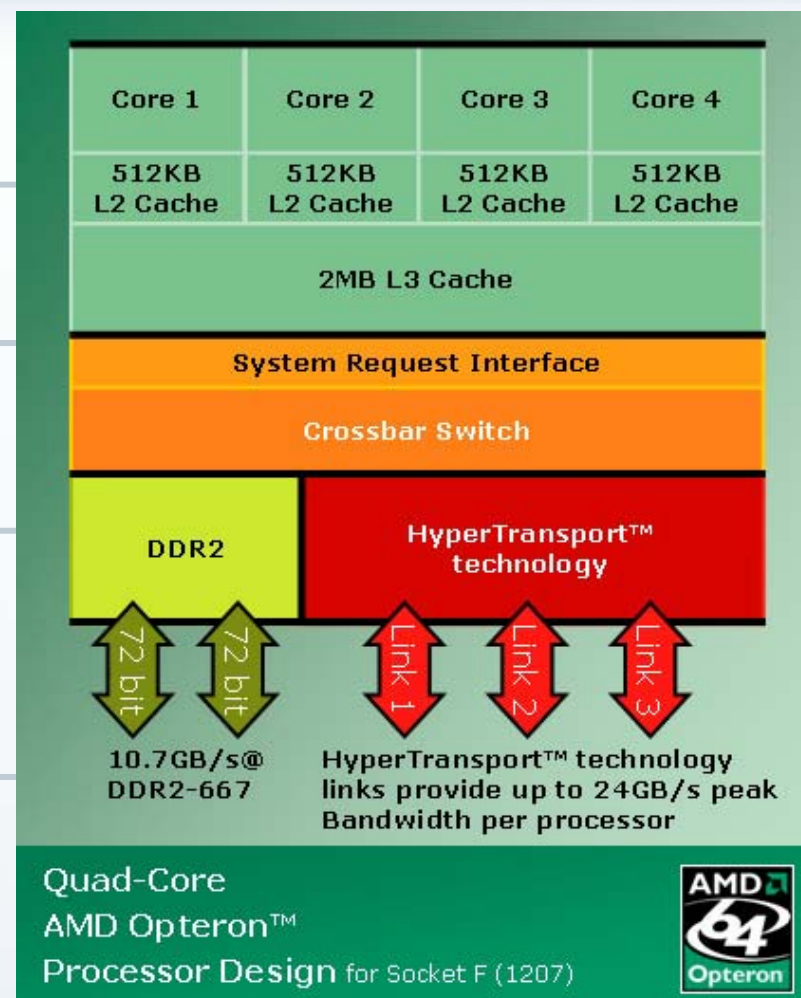 Core 1
Core 2
Core 3
Core 4
512KB
L2 Cache
512KB
L2 Cache
512KB
L2 Cache
512KB
L2 Cache
2MB L3 Cache
System Request Interface
Crossbar Switch
DDR2
HyperTransport™
technology
72 bit
72 bit
Link 1
Link 2
Link 3
10.7GB/s@
DDR2-667
HyperTransport™ technology
links provide up to 24GB/s peak
Bandwidth per processor
Quad-Core
AMD Opteron™
Processor Design for Socket F (1207)
AMD
64
Opteron